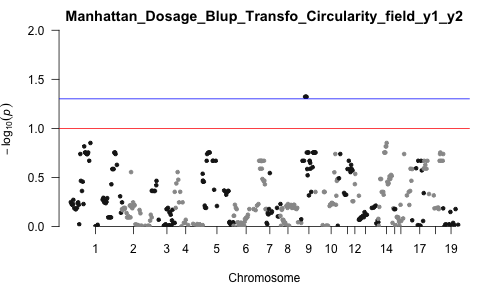 Manhattan_Dosage_Blup_Transfo_Circularity_field_y1_y2
2.0
1.5
1.0
0.5
0.0
− log₁₀(p)
1 2 3 4 5 6 7 8 9 10 12 14 17 19
Chromosome